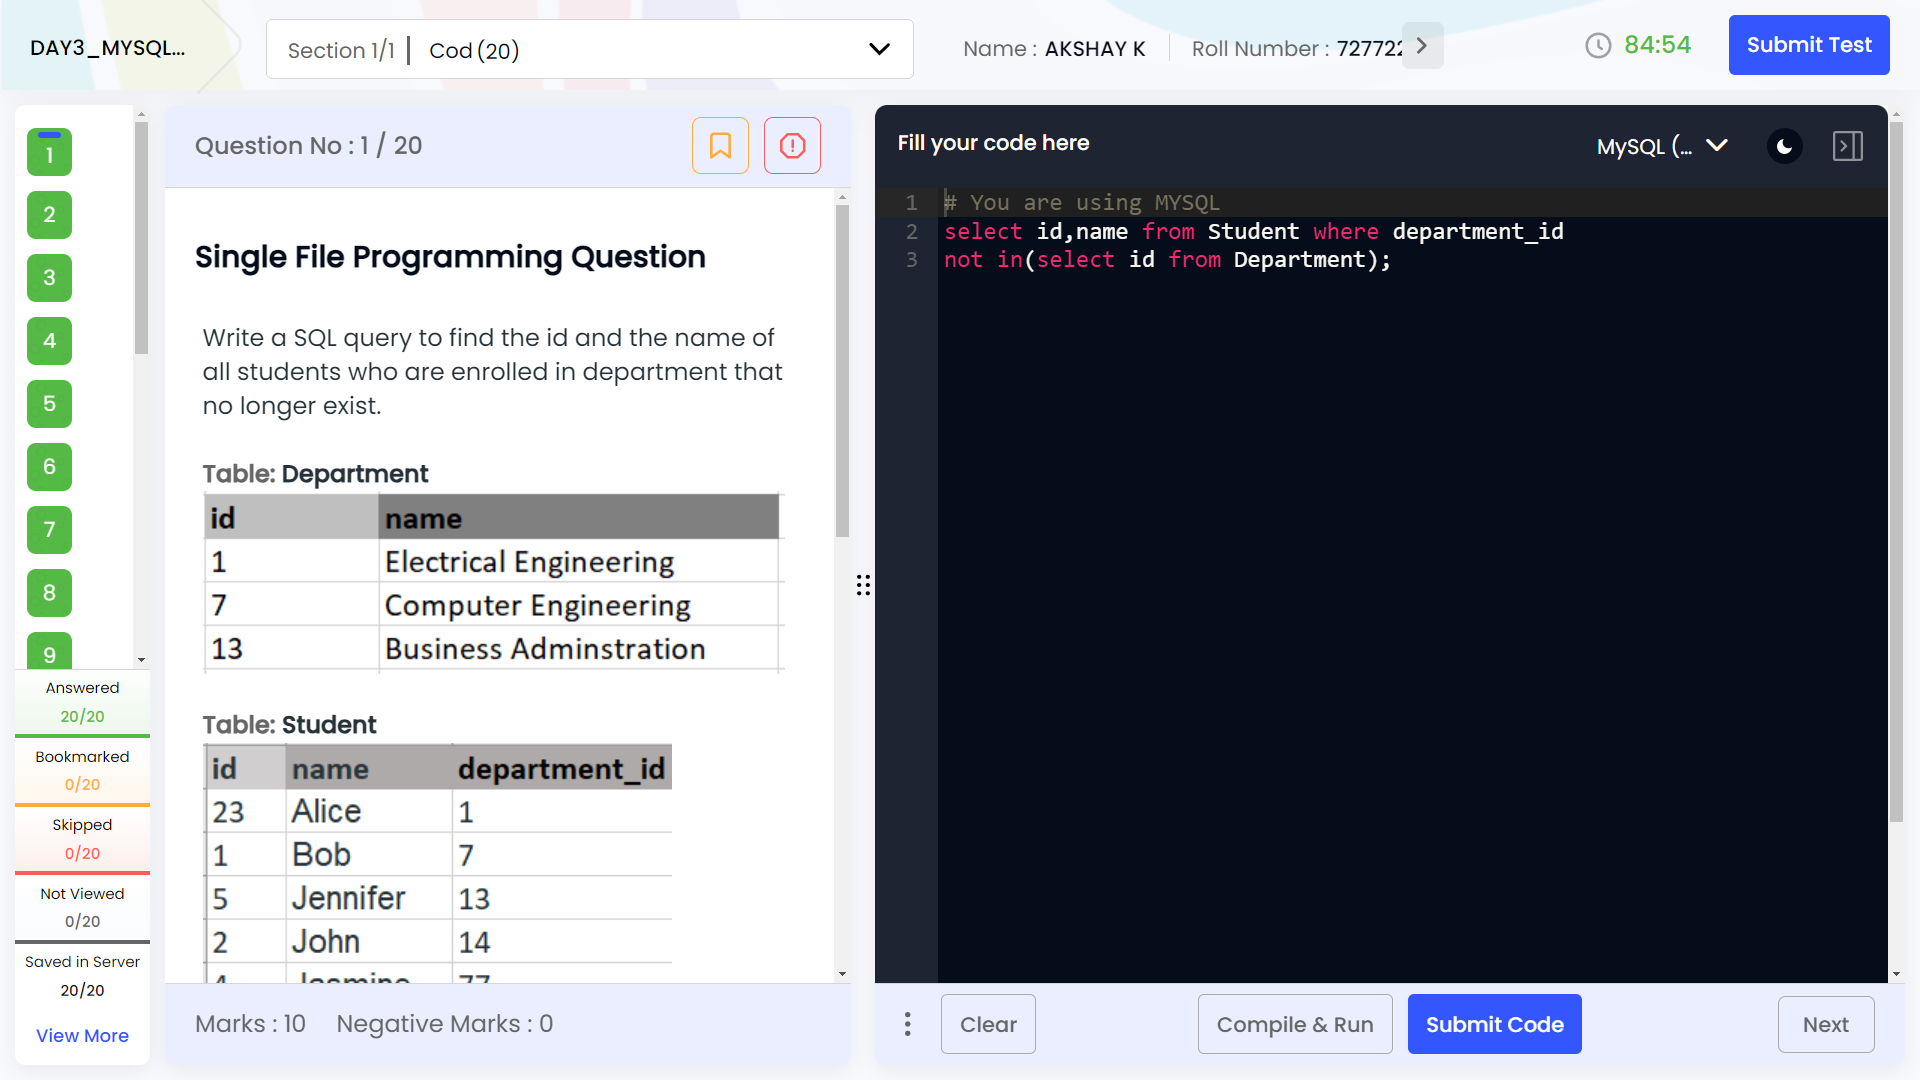 DAY3_MYSQL...
Section 1/1 | Cod (20)
Name : AKSHAY K
Roll Number : 727722
84:54
Submit Test
1
2
3
4
5
6
7
8
9
Answered
20/20
Bookmarked
0/20
Skipped
0/20
Not Viewed
0/20
Saved in Server
20/20
View More
Question No : 1 / 20
Single File Programming Question
Write a SQL query to find the id and the name of
all students who are enrolled in department that
no longer exist.
Table: Department
id name
1 Electrical Engineering
7 Computer Engineering
13 Business Adminstration
Table: Student
id name department_id
23 Alice 1
1 Bob 7
5 Jennifer 13
2 John 14
4 Jasmine 77
Marks : 10 Negative Marks : 0
Fill your code here
MySQL (...
1 # You are using MYSQL
2 select id,name from Student where department_id
3 not in(select id from Department);
Clear
Compile & Run
Submit Code
Next